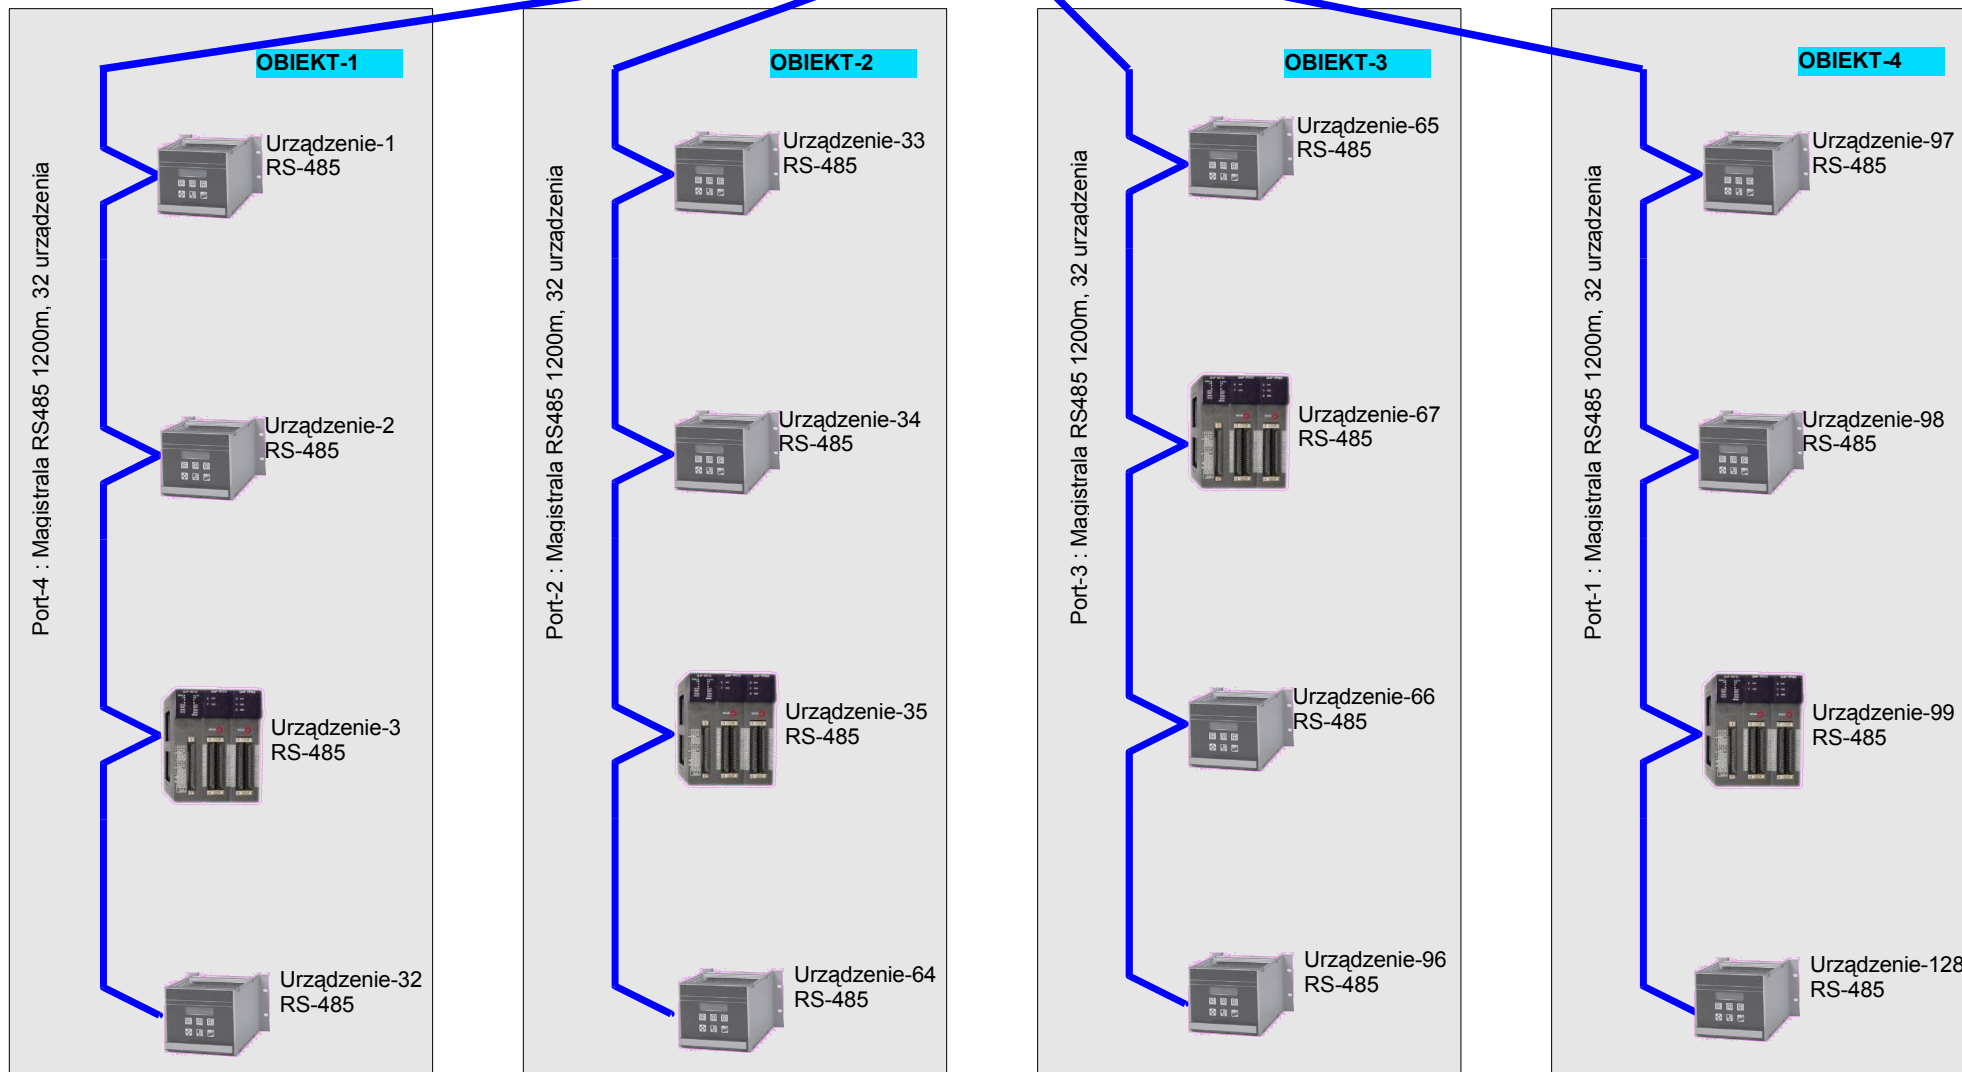 OBIEKT-1
Port-4 : Magistrala RS485 1200m, 32 urządzenia
Urządzenie-1
RS-485
Urządzenie-2
RS-485
Urządzenie-3
RS-485
Urządzenie-32
RS-485
OBIEKT-2
Port-2 : Magistrala RS485 1200m, 32 urządzenia
Urządzenie-33
RS-485
Urządzenie-34
RS-485
Urządzenie-35
RS-485
Urządzenie-64
RS-485
OBIEKT-3
Port-3 : Magistrala RS485 1200m, 32 urządzenia
Urządzenie-65
RS-485
Urządzenie-67
RS-485
Urządzenie-66
RS-485
Urządzenie-96
RS-485
OBIEKT-4
Port-1 : Magistrala RS485 1200m, 32 urządzenia
Urządzenie-97
RS-485
Urządzenie-98
RS-485
Urządzenie-99
RS-485
Urządzenie-128
RS-485